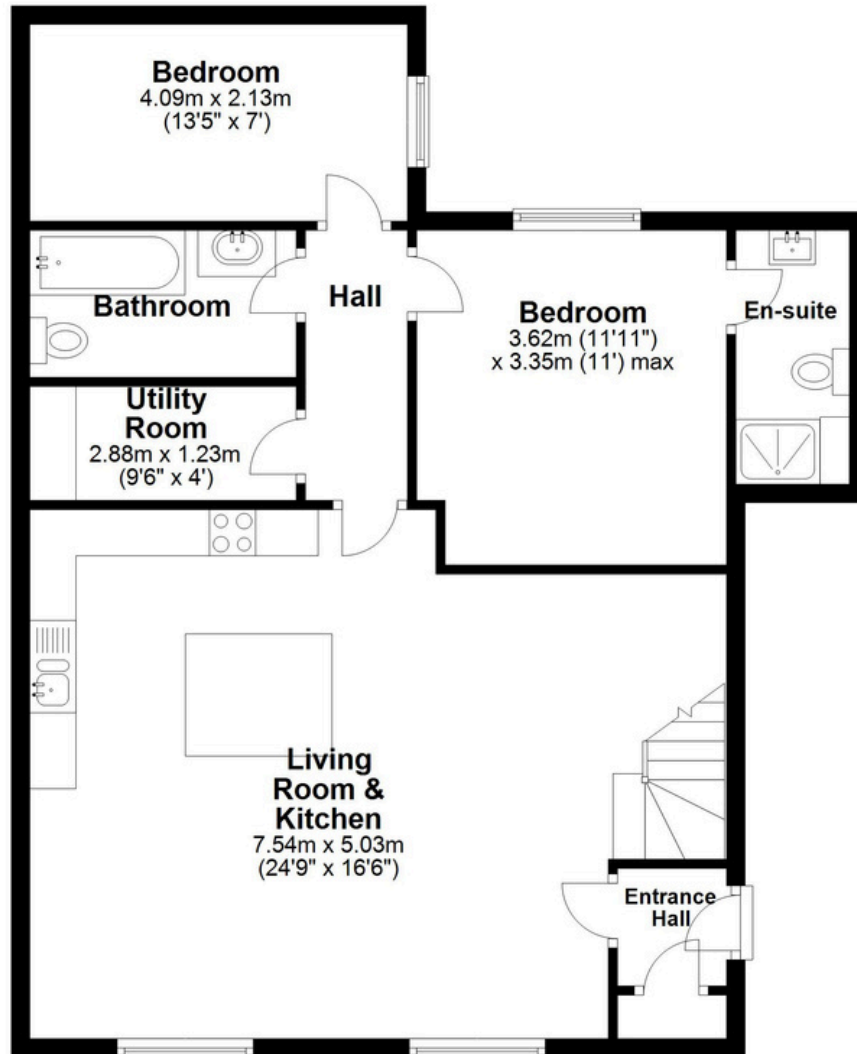 Bedroom
4.09m x 2.13m
(13'5" x 7')
Bathroom
Hall
Bedroom
3.62m (11'11")
x 3.35m (11') max
En-suite
Utility
Room
2.88m x 1.23m
(9'6" x 4')
Living
Room &
Kitchen
7.54m x 5.03m
(24'9" x 16'6")
Entrance
Hall